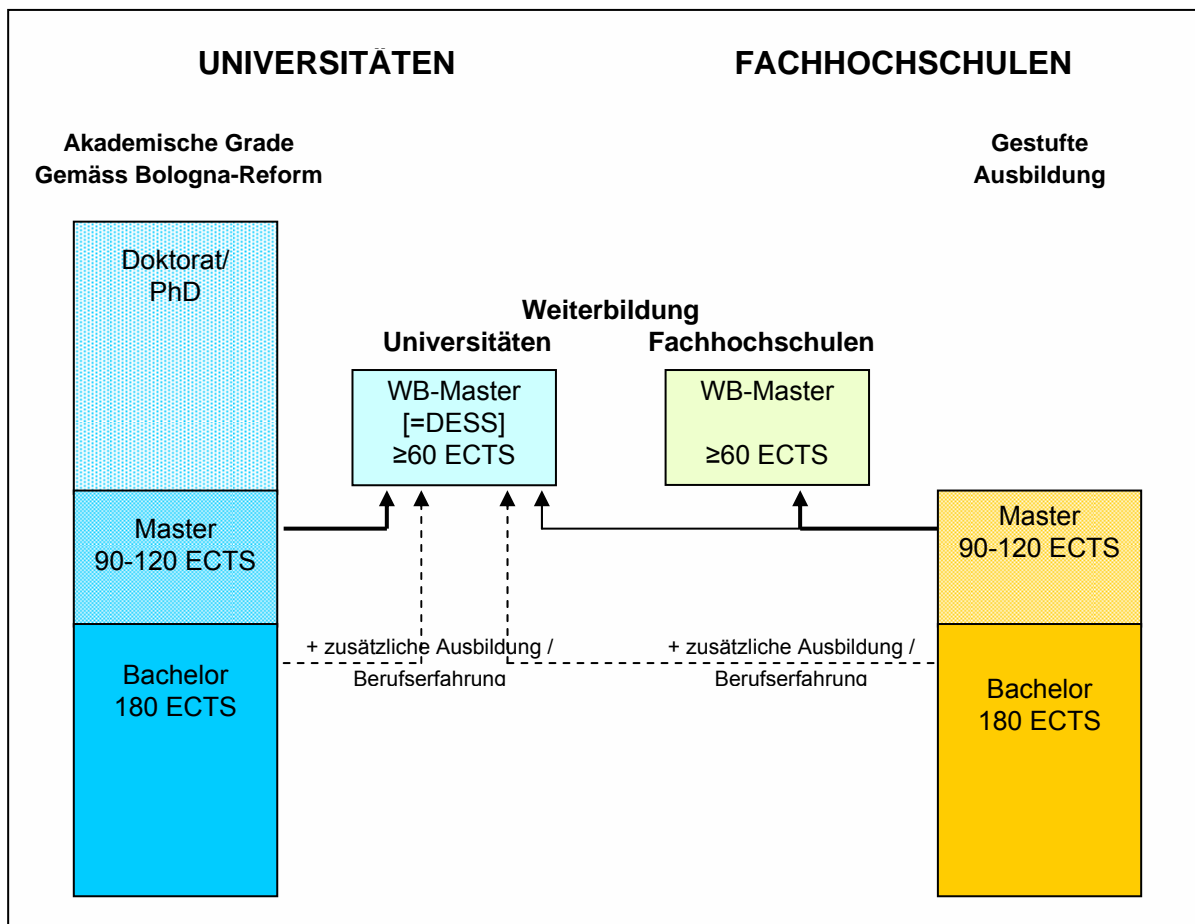 UNIVERSITÄTEN
FACHHOCHSCHULEN
Akademische Grade
Gemäss Bologna-Reform
Gestufte
Ausbildung
Doktorat/
PhD
Weiterbildung
Universitäten
Fachhochschulen
WB-Master
[=DESS]
≥60 ECTS
WB-Master
≥60 ECTS
Master
90-120 ECTS
Master
90-120 ECTS
+ zusätzliche Ausbildung /
Berufserfahrung
+ zusätzliche Ausbildung /
Berufserfahrung
Bachelor
180 ECTS
Bachelor
180 ECTS